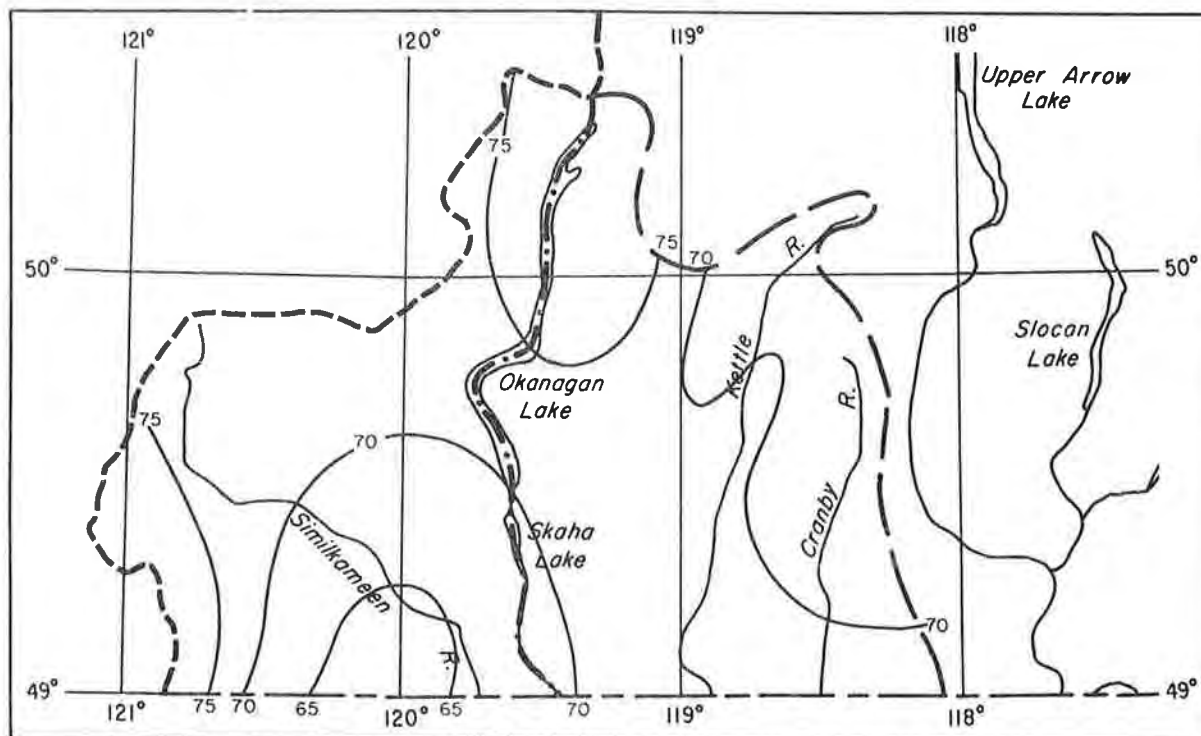 121°
120°
119°
118°
Upper Arrow
Lake
75
R.
75
70
50°
50°
Slocan
Lake
Kettle
Okanagan
Lake
R.
75
70
Similkameen
Skaha
Lake
Cranby
70
R.
49°
49°
121°
75
70
65
120°
65
70
119°
118°